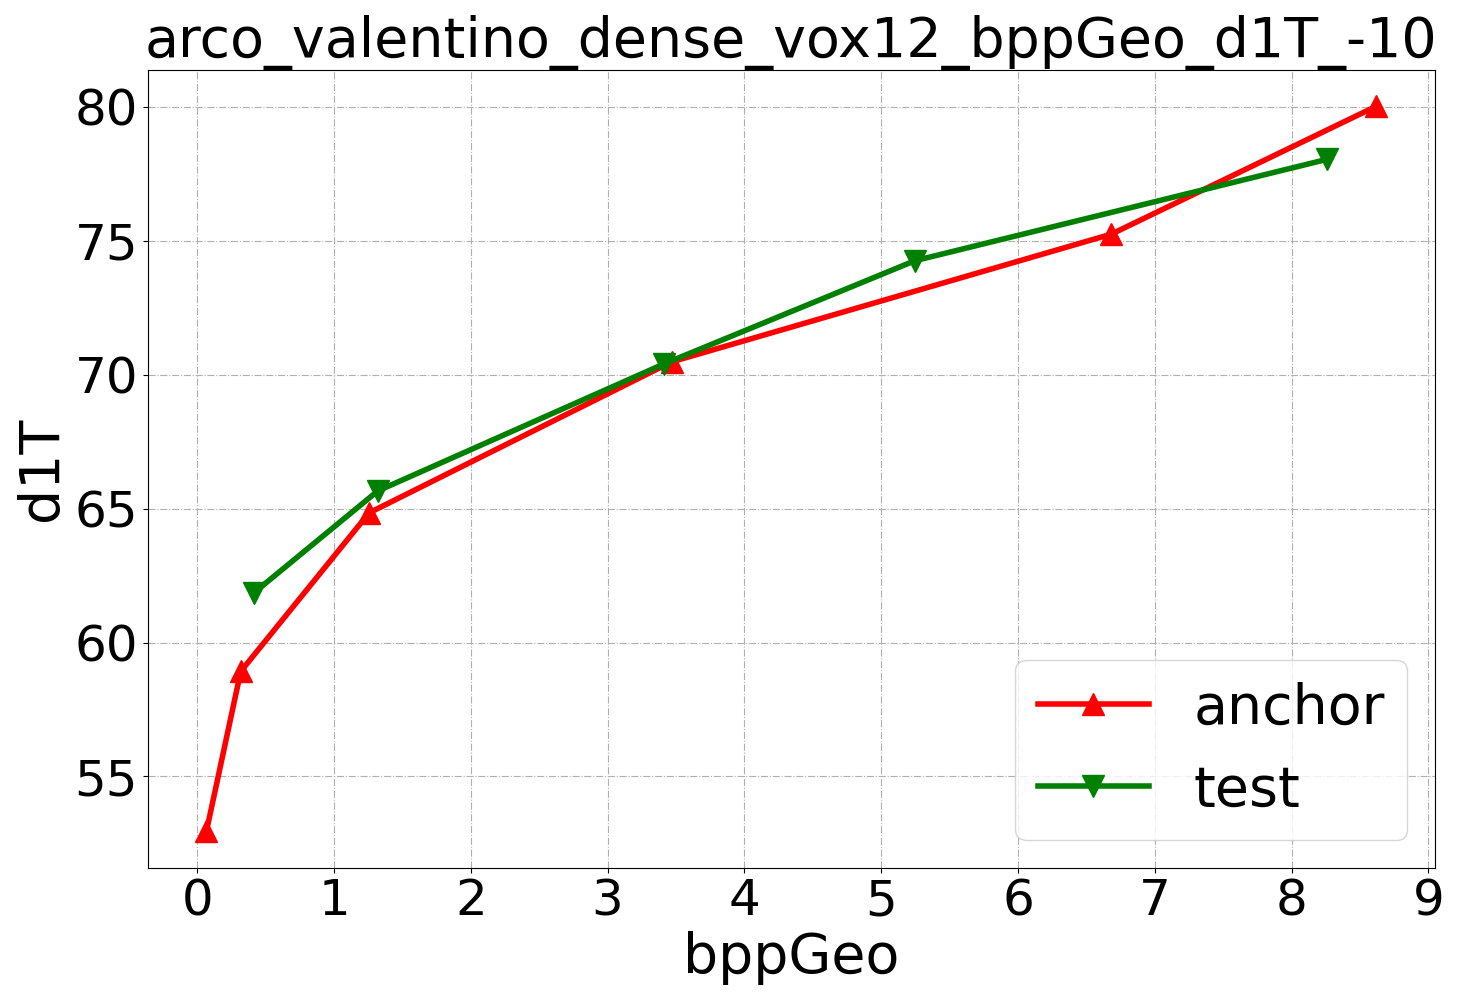 arco_valentino_dense_vox12_bppGeo_d1T_-10
80
75
70
65
60
55
d1T
anchor
test
0 1 2 3 4 5 6 7 8 9
bppGeo